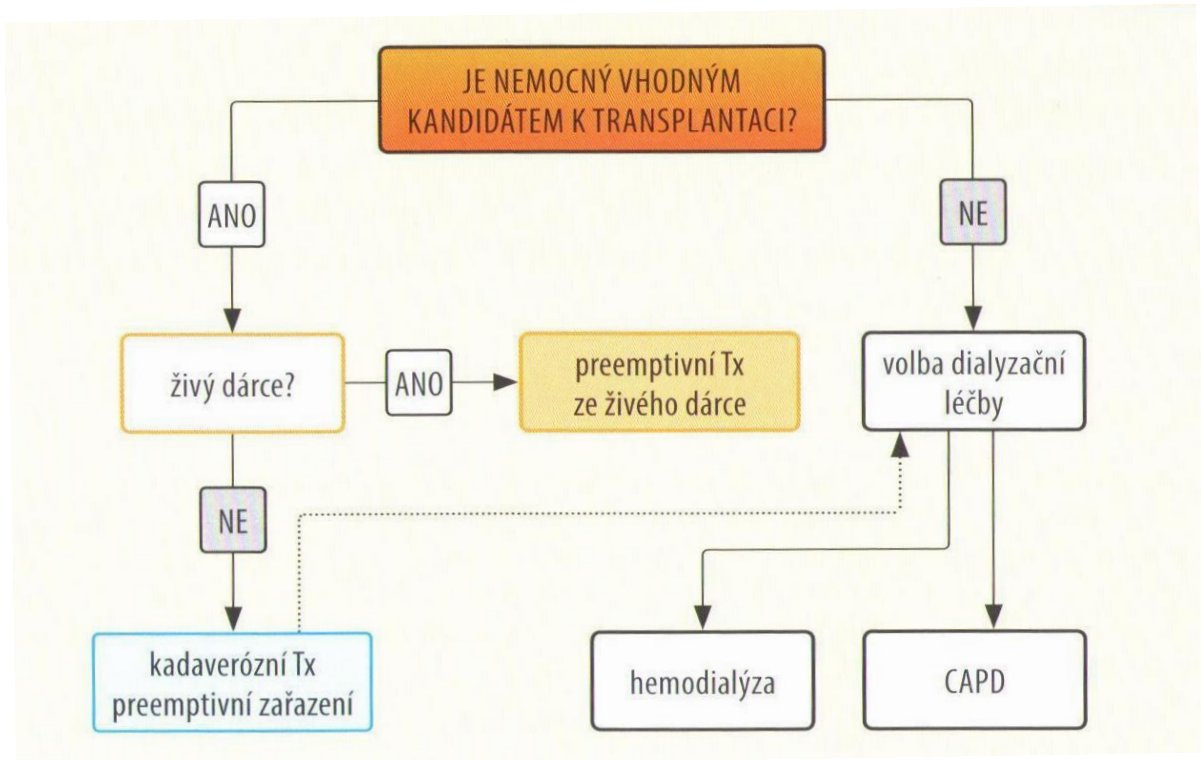 JE NEMOCNÝ VHODNÝM
KANDIDÁTEM K TRANSPLANTACI?
ANO
NE
živý dárce?
ANO
preemptivní Tx
ze živého dárce
volba dialyzační
léčby
NE
kadaverózní Tx
preemptivní zařazení
hemodialýza
CAPD